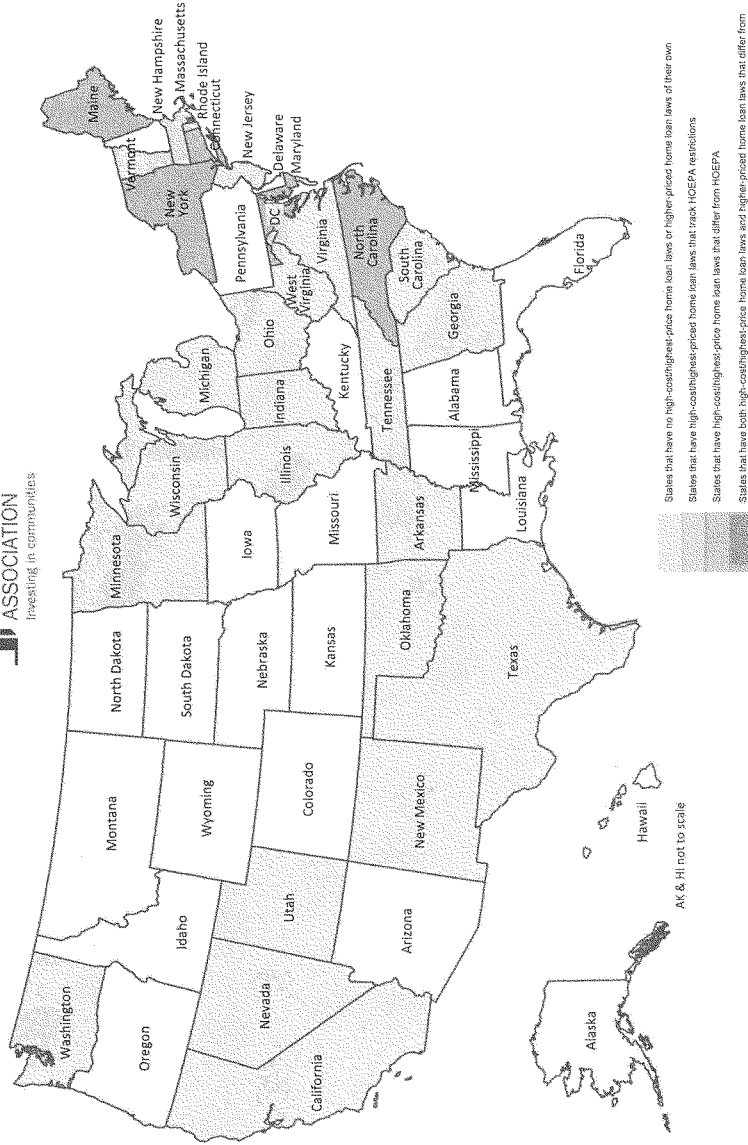 ASSOCIATION
Investing in communities
Washington
Oregon
California
Nevada
Idaho
Montana
Wyoming
Utah
Arizona
Colorado
New Mexico
North Dakota
South Dakota
Nebraska
Kansas
Oklahoma
Texas
Minnesota
Iowa
Missouri
Arkansas
Louisiana
Wisconsin
Illinois
Mississippi
Michigan
Indiana
Ohio
Kentucky
Tennessee
Alabama
Georgia
Florida
South
Carolina
North
Carolina
Virginia
West
Virginia
DC
Pennsylvania
New
York
Vermont
Maine
New Hampshire
Massachusetts
Rhode Island
Connecticut
New Jersey
Delaware
Maryland
Alaska
Hawaii
AK & HI not to scale
States that have no high-cost/highest-price home loan laws or higher-priced home loan laws of their own
States that have high-cost/highest-priced home loan laws that track HOEPA restrictions
States that have high-cost/highest-price home loan laws that differ from HOEPA
States that have both high-cost/highest-price home loan laws and higher-priced home loan laws that differ from